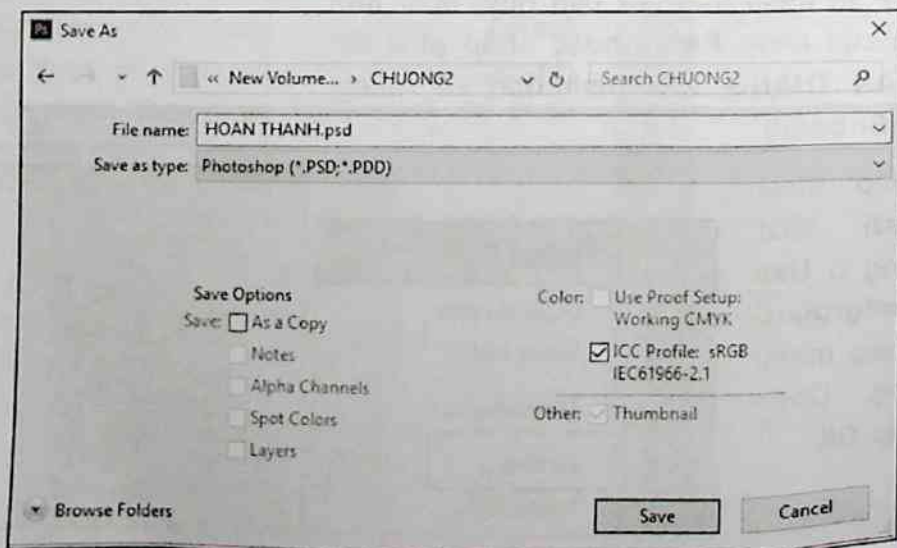 Ps Save As
« New Volume... › CHUONG2
Search CHUONG2
File name: HOAN THANH.psd
Save as type: Photoshop (*.PSD;*.PDD)
Save Options
Save: As a Copy
Notes
Alpha Channels
Spot Colors
Layers
Color: Use Proof Setup:
Working CMYK
ICC Profile: sRGB
IEC61966-2.1
Other: Thumbnail
Browse Folders
Save
Cancel